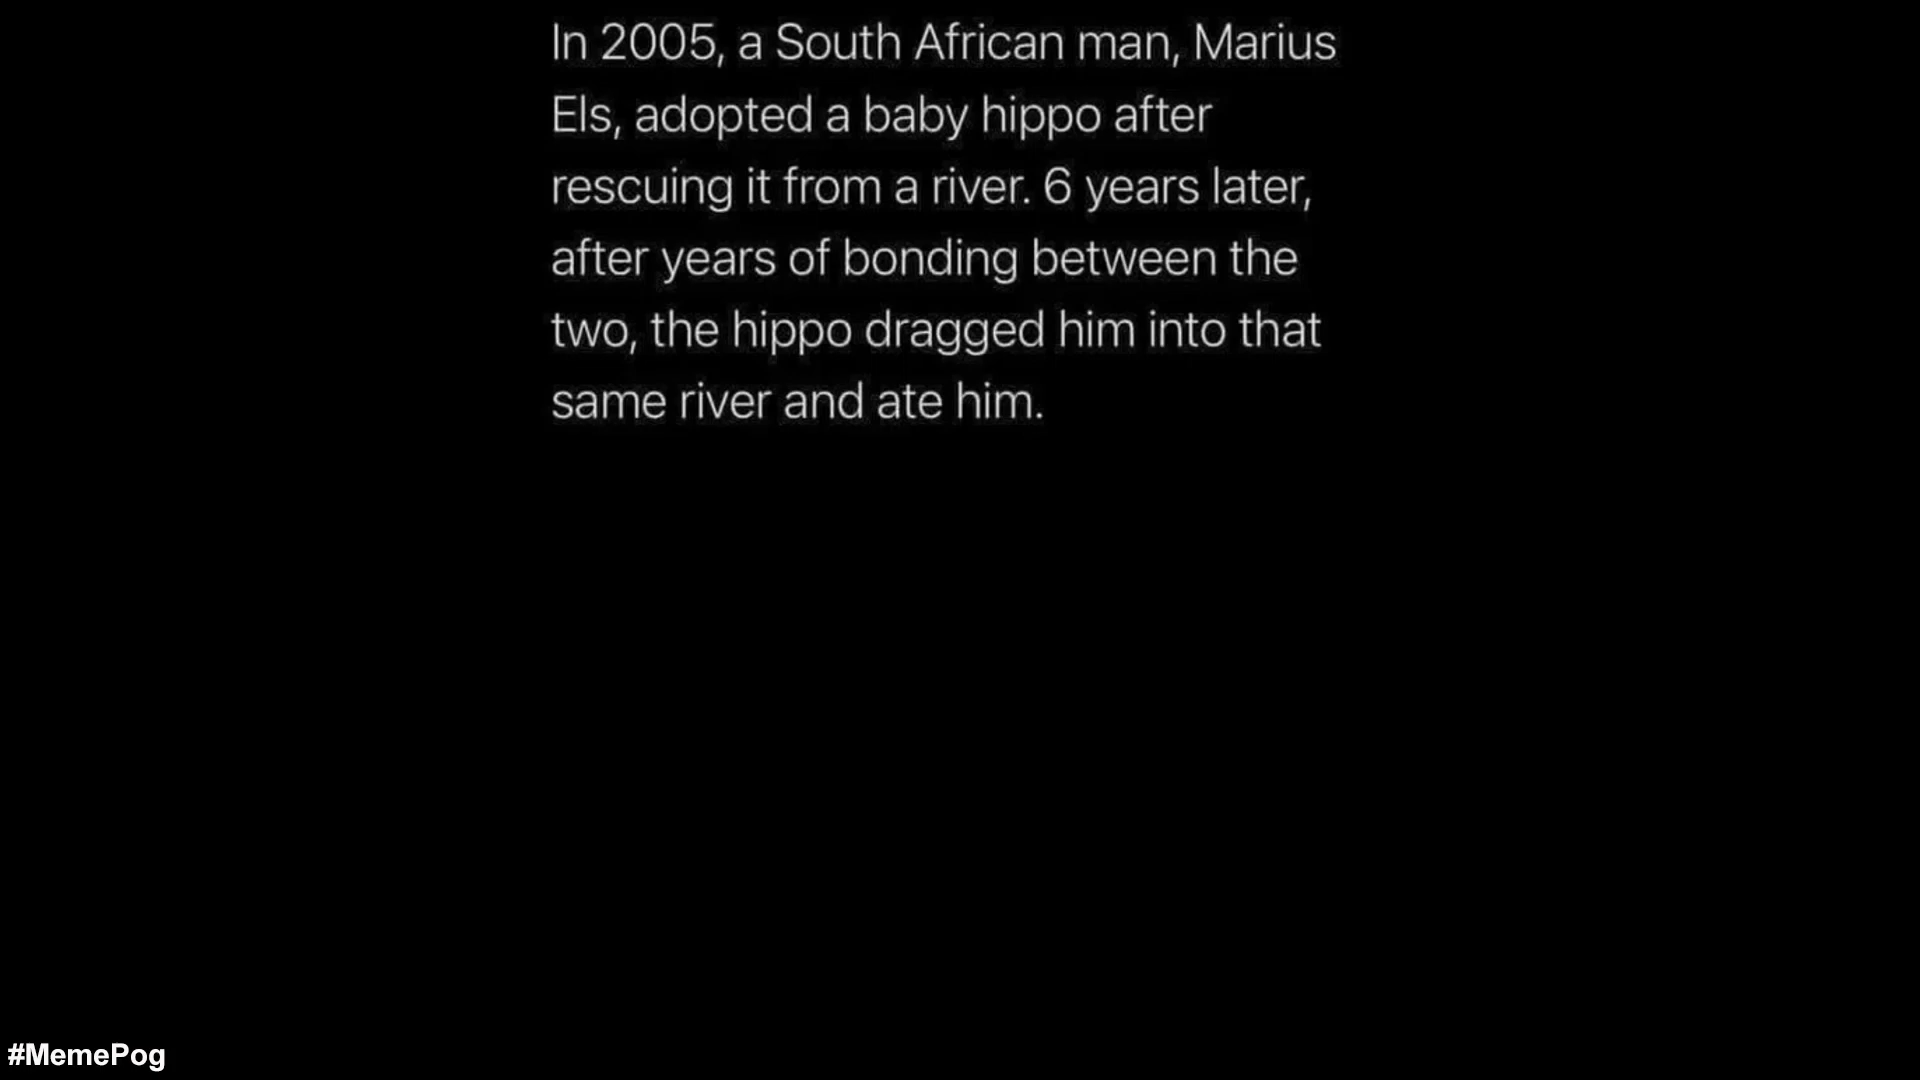 In 2005, a South African man, Marius
Els, adopted a baby hippo after
rescuing it from a river. 6 years later,
after years of bonding between the
two, the hippo dragged him into that
same river and ate him.
#MemePog